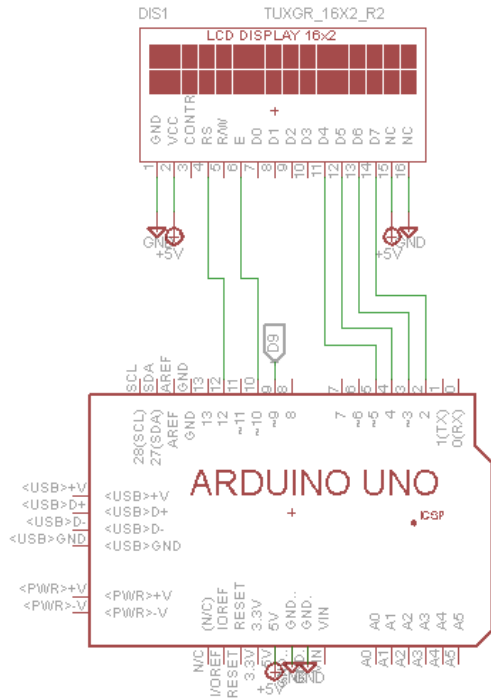 DIS1 TUXGR_16X2_R2
LCD DISPLAY 16x2
GND VCC CONTR RS R/W E D0 D1 D2 D3 D4 D5 D6 D7 NC NC
1 2 3 4 5 6 7 8 9 10 11 12 13 14 15 16
GND +5V +5V GND
D9
SCL SDA AREF GND 13 12 11 10 9 8 7 6 5 4 3 2 1 0
28(SCL) 27(SDA) AREF GND 13 12 ~11 ~10 ~9 8 7 ~6 ~5 4 ~3 2 1(TX) 0(RX)
ARDUINO UNO
ICSP
<USB>+V <USB>+V
<USB>D+ <USB>D+
<USB>D- <USB>D-
<USB>GND <USB>GND
<PWR>+V <PWR>+V
<PWR>-V <PWR>-V
(N/C) IOREF RESET 3.3V 5V GND.. GND. VIN A0 A1 A2 A3 A4 A5
N/C I/OREF RESET 3.3V 5V A0 A1 A2 A3 A4 A5
+5V GND